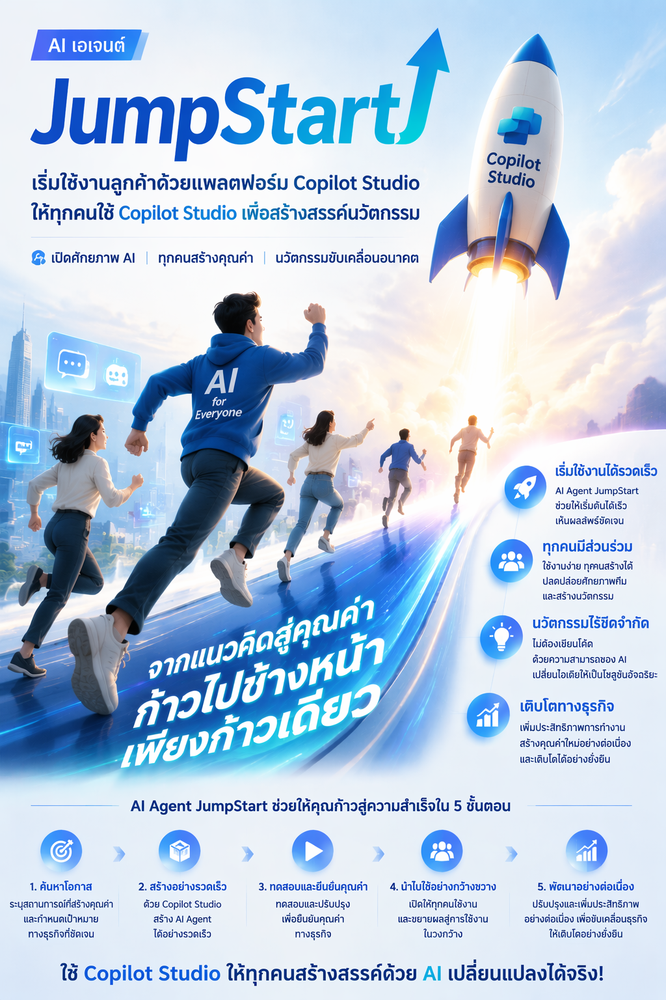 AI เอเจนต์
JumpStart
เริ่มใช้งานลูกค้าด้วยแพลตฟอร์ม Copilot Studio
ให้ทุกคนใช้ Copilot Studio เพื่อสร้างสรรค์นวัตกรรม
เปิดศักยภาพ AI | ทุกคนสร้างคุณค่า | นวัตกรรมขับเคลื่อนอนาคต
Copilot
Studio
AI
for
Everyone
เริ่มใช้งานได้รวดเร็ว
AI Agent JumpStart
ช่วยให้เริ่มต้นได้เร็ว
เห็นผลลัพธ์ชัดเจน
ทุกคนมีส่วนร่วม
ใช้งานง่าย ทุกคนสร้างได้
ปลดปล่อยศักยภาพทีม
และสร้างนวัตกรรม
นวัตกรรมไร้ขีดจำกัด
ไม่ต้องเขียนโค้ด
ด้วยความสามารถของ AI
เปลี่ยนไอเดียให้เป็นโซลูชันอัจฉริยะ
เติบโตทางธุรกิจ
เพิ่มประสิทธิภาพการทำงาน
สร้างคุณค่าใหม่อย่างต่อเนื่อง
และเติบโตได้อย่างยั่งยืน
จากแนวคิดสู่คุณค่า
ก้าวไปข้างหน้า
เพียงก้าวเดียว
AI Agent JumpStart ช่วยให้คุณก้าวสู่ความสำเร็จใน 5 ขั้นตอน
1. ค้นหาโอกาส
ระบุสถานการณ์ที่สร้างคุณค่า
และกำหนดเป้าหมาย
ทางธุรกิจที่ชัดเจน
2. สร้างอย่างรวดเร็ว
ด้วย Copilot Studio
สร้าง AI Agent
ได้อย่างรวดเร็ว
3. ทดสอบและยืนยันคุณค่า
ทดสอบและปรับปรุง
เพื่อยืนยันคุณค่า
ทางธุรกิจ
4. นำไปใช้อย่างกว้างขวาง
เปิดให้ทุกคนใช้งาน
และขยายผลสู่การใช้งาน
ในวงกว้าง
5. พัฒนาอย่างต่อเนื่อง
ปรับปรุงและเพิ่มประสิทธิภาพ
อย่างต่อเนื่อง เพื่อขับเคลื่อนธุรกิจ
ให้เติบโตอย่างยั่งยืน
ใช้ Copilot Studio ให้ทุกคนสร้างสรรค์ด้วย AI เปลี่ยนแปลงได้จริง!